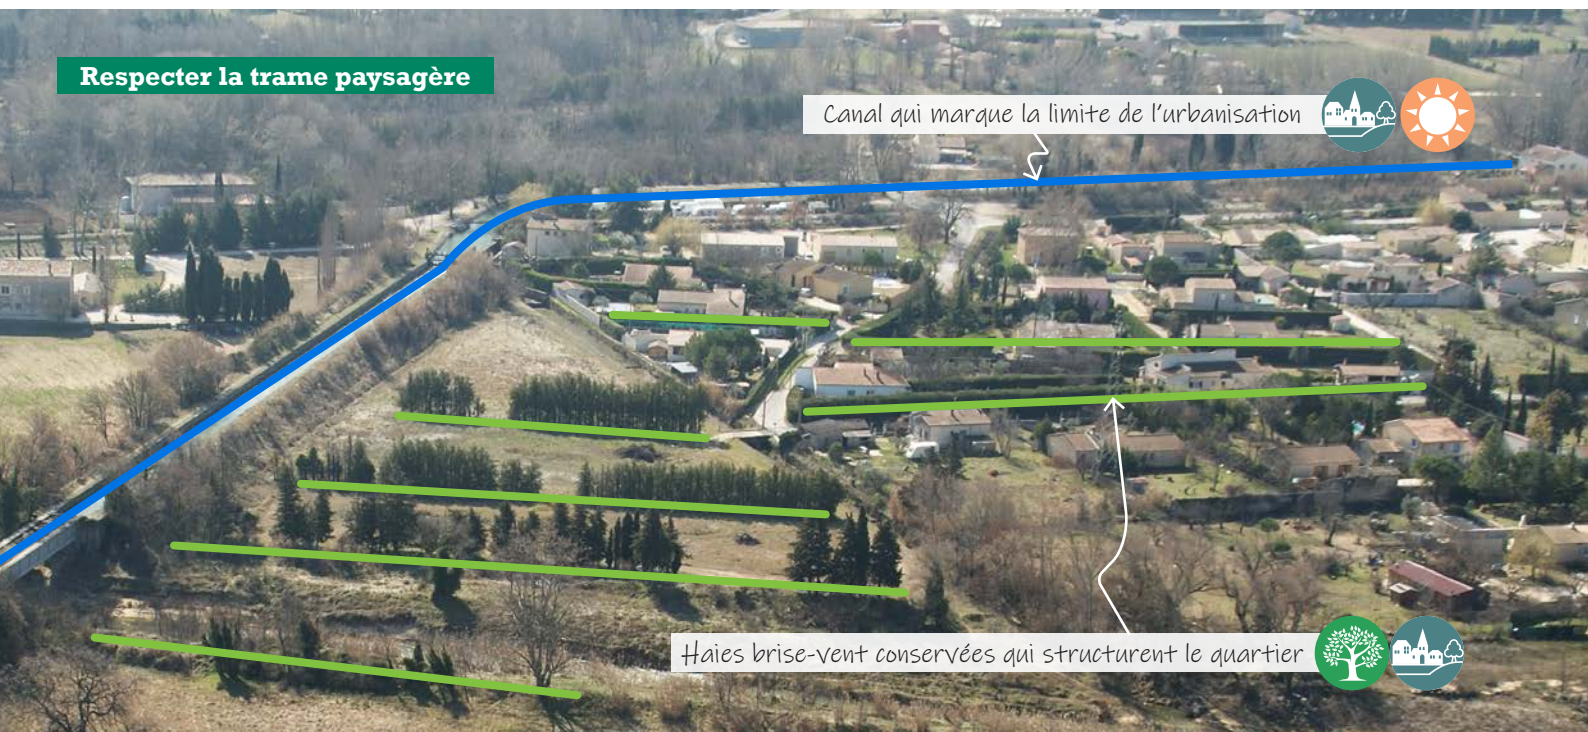 Respecter la trame paysagère
Canal qui marque la limite de l'urbanisation
Haies brise-vent conservées qui structurent le quartier